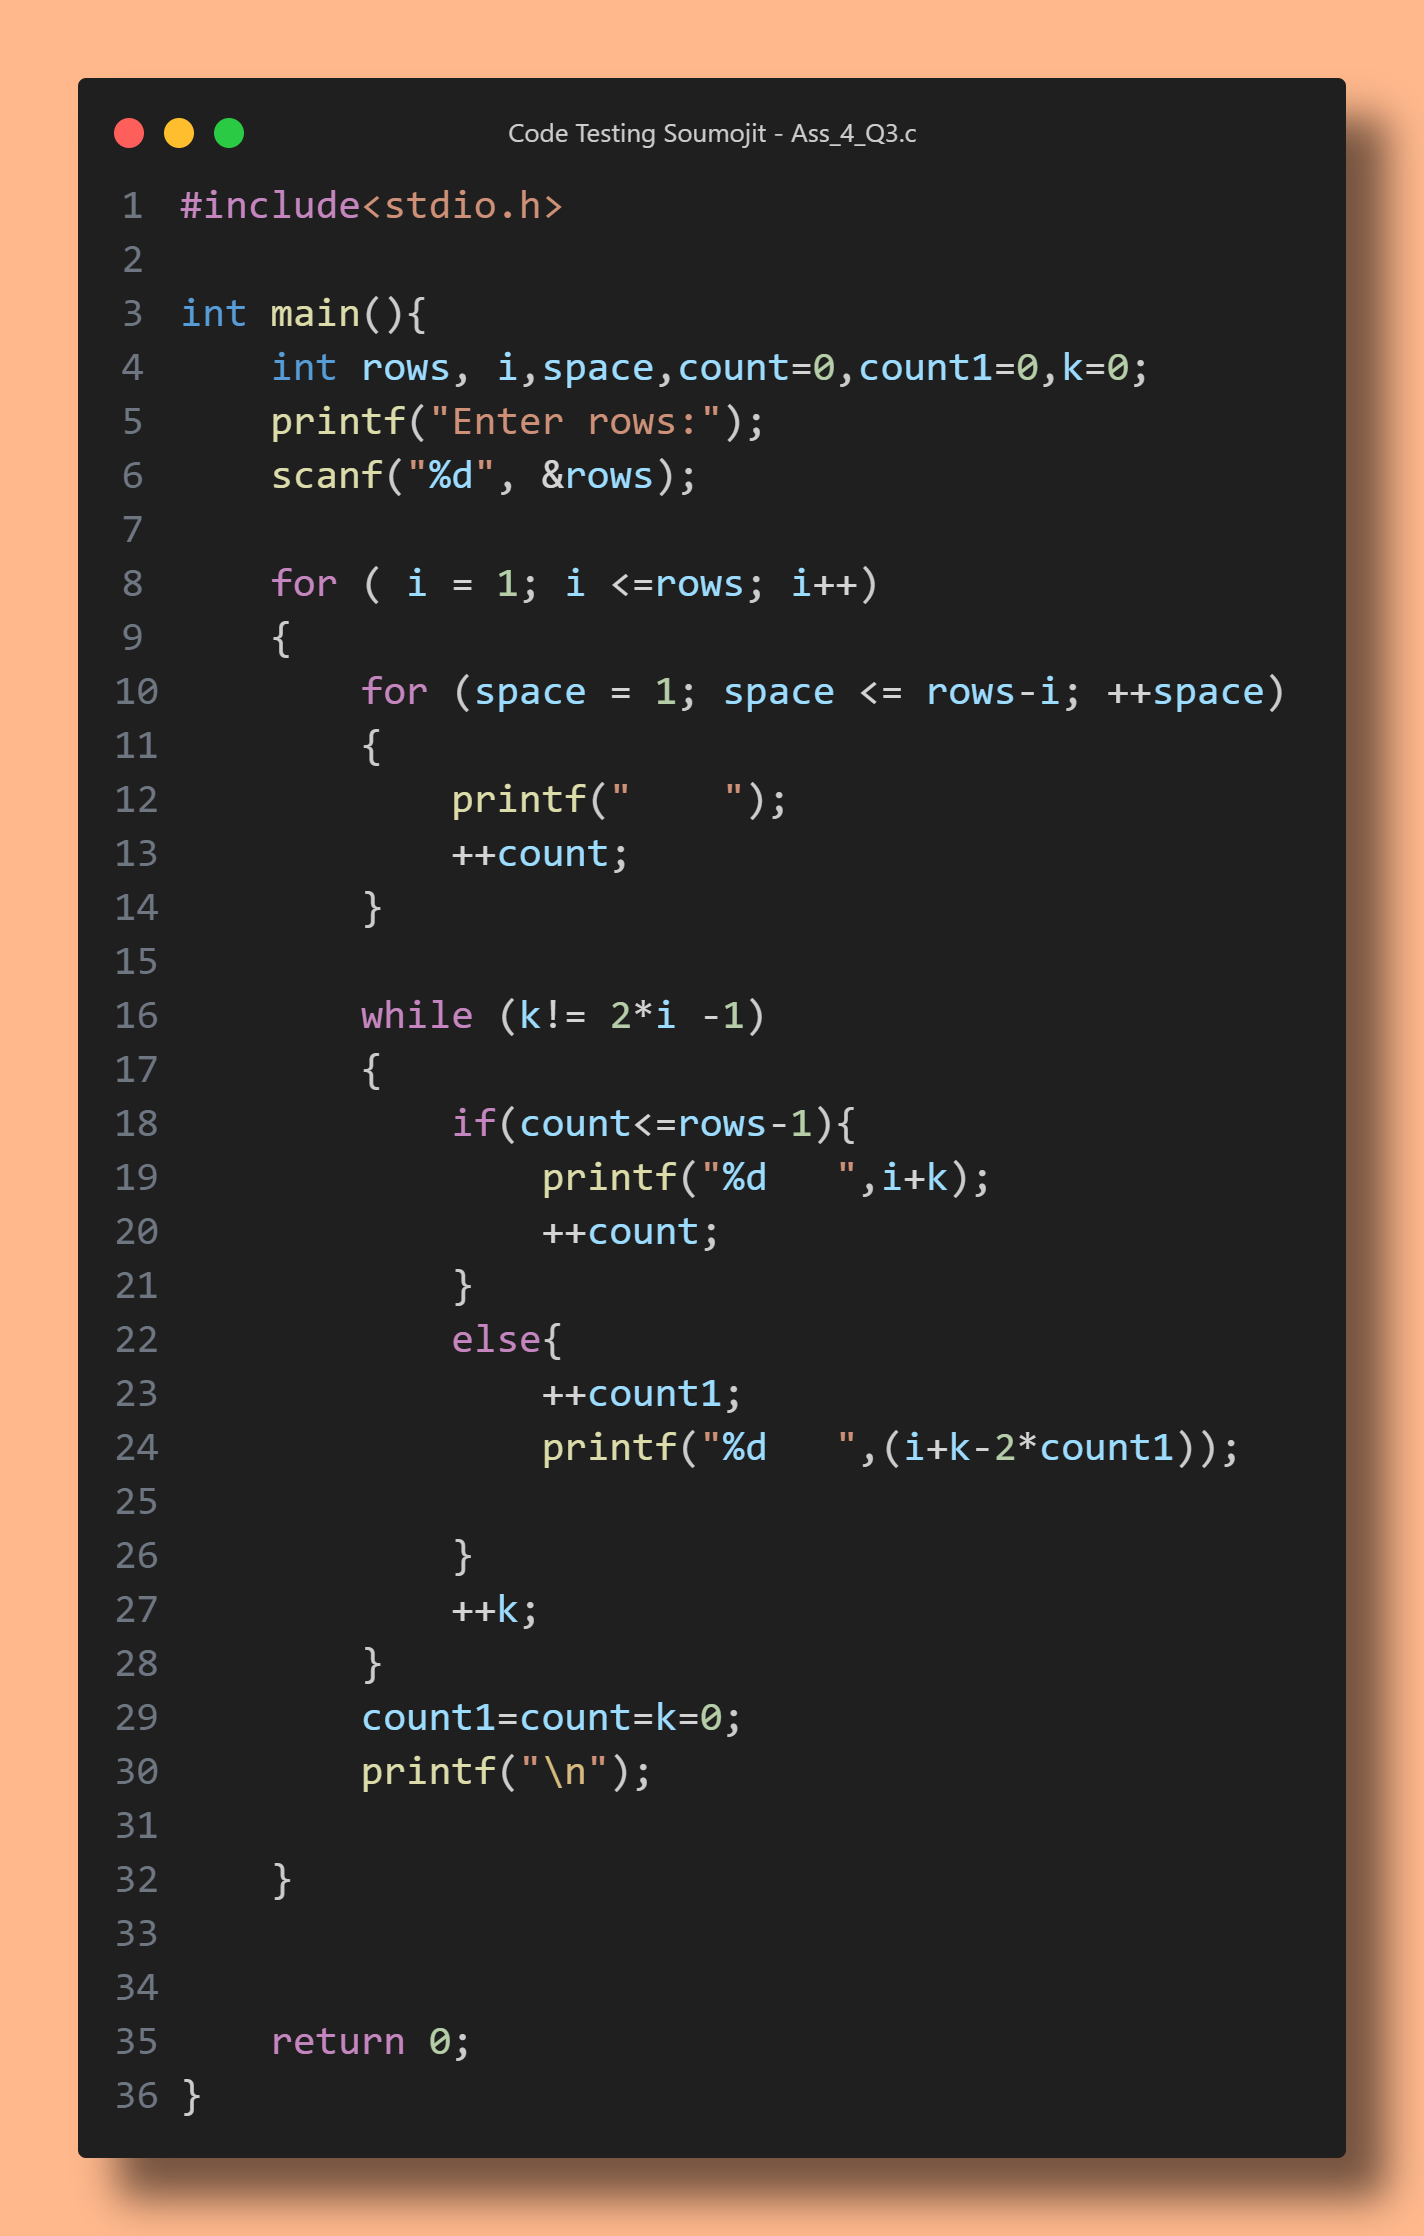 Code Testing Soumojit - Ass_4_Q3.c
1 #include<stdio.h>
2
3 int main(){
4     int rows, i,space,count=0,count1=0,k=0;
5     printf("Enter rows:");
6     scanf("%d", &rows);
7
8     for ( i = 1; i <=rows; i++)
9     {
10         for (space = 1; space <= rows-i; ++space)
11         {
12             printf("    ");
13             ++count;
14         }
15
16         while (k!= 2*i -1)
17         {
18             if(count<=rows-1){
19                 printf("%d   ",i+k);
20                 ++count;
21             }
22             else{
23                 ++count1;
24                 printf("%d   ",(i+k-2*count1));
25
26             }
27             ++k;
28         }
29         count1=count=k=0;
30         printf("\n");
31
32     }
33
34
35     return 0;
36 }